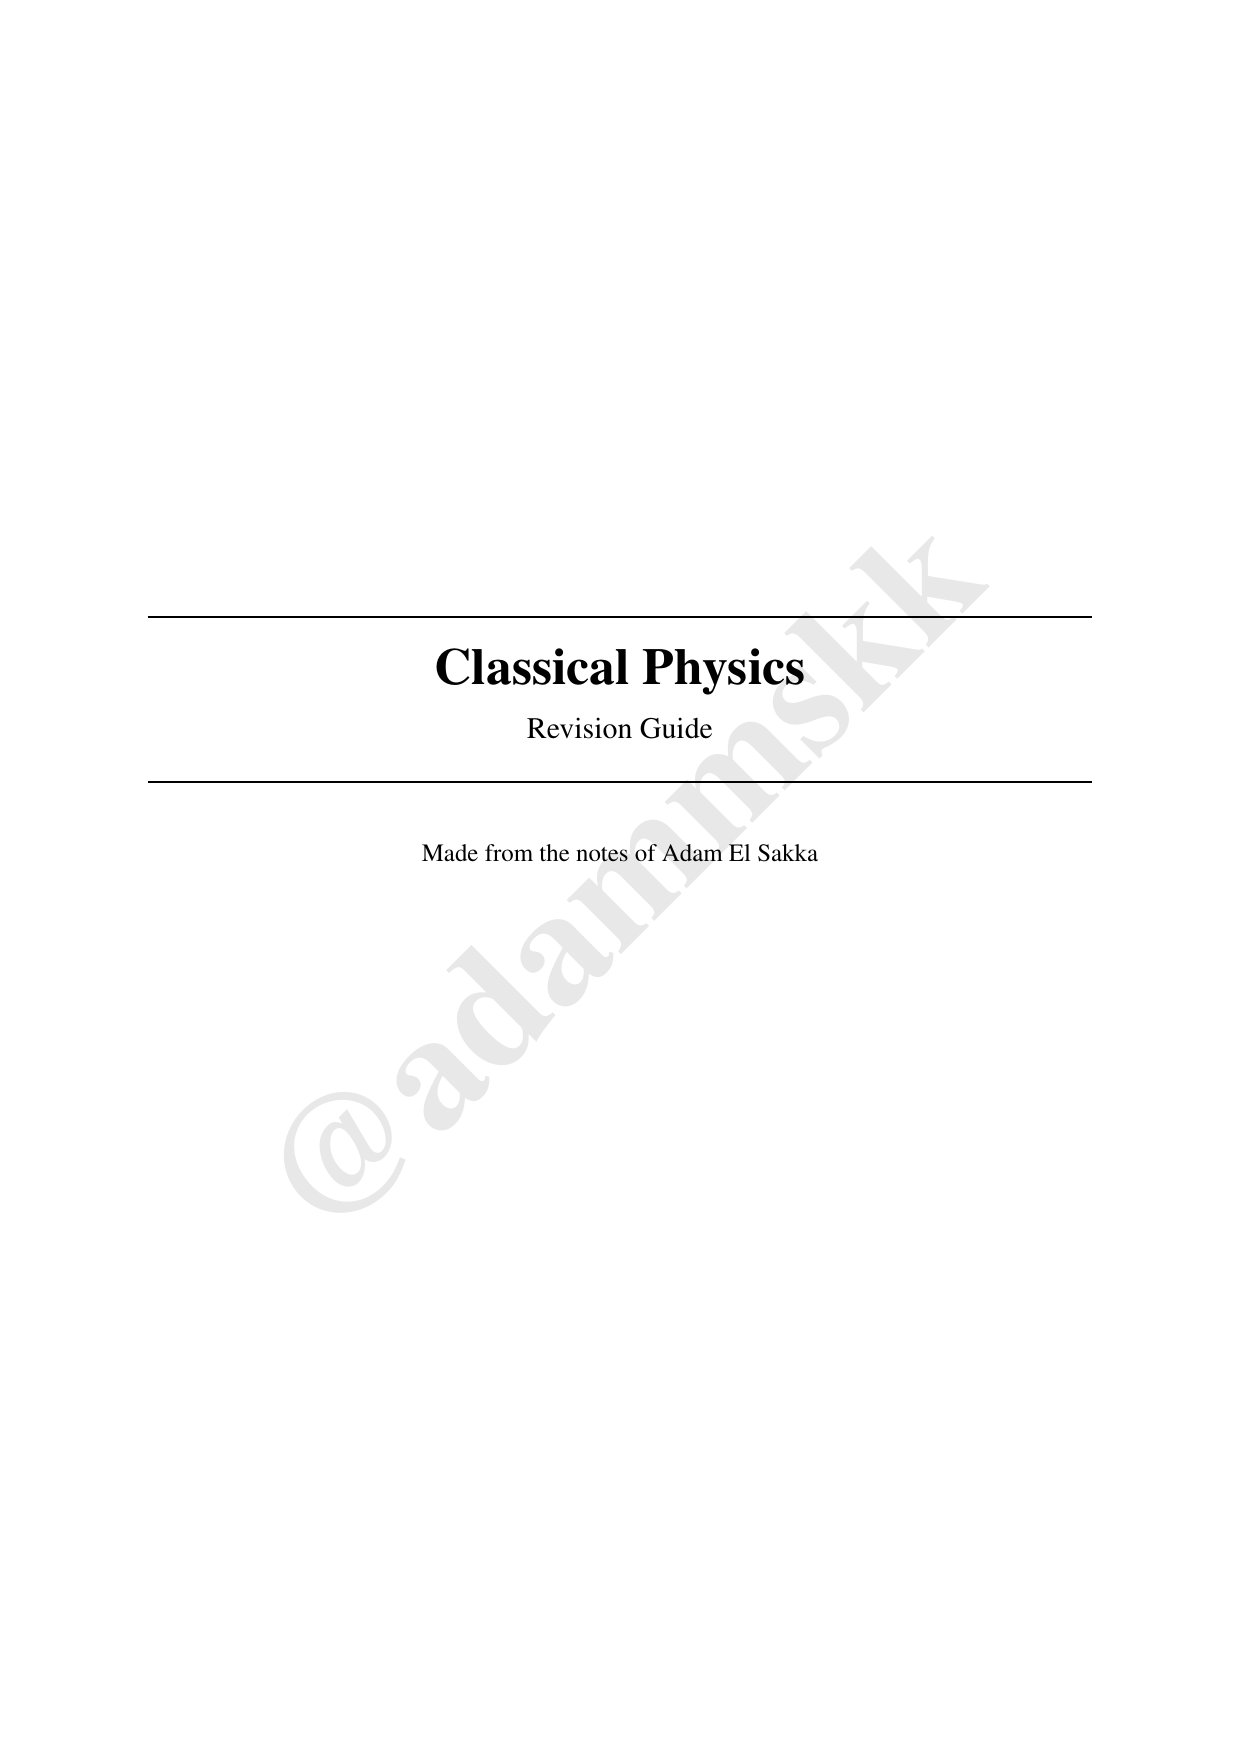 Classical Physics
Revision Guide
Made from the notes of Adam El Sakka
@adammskk